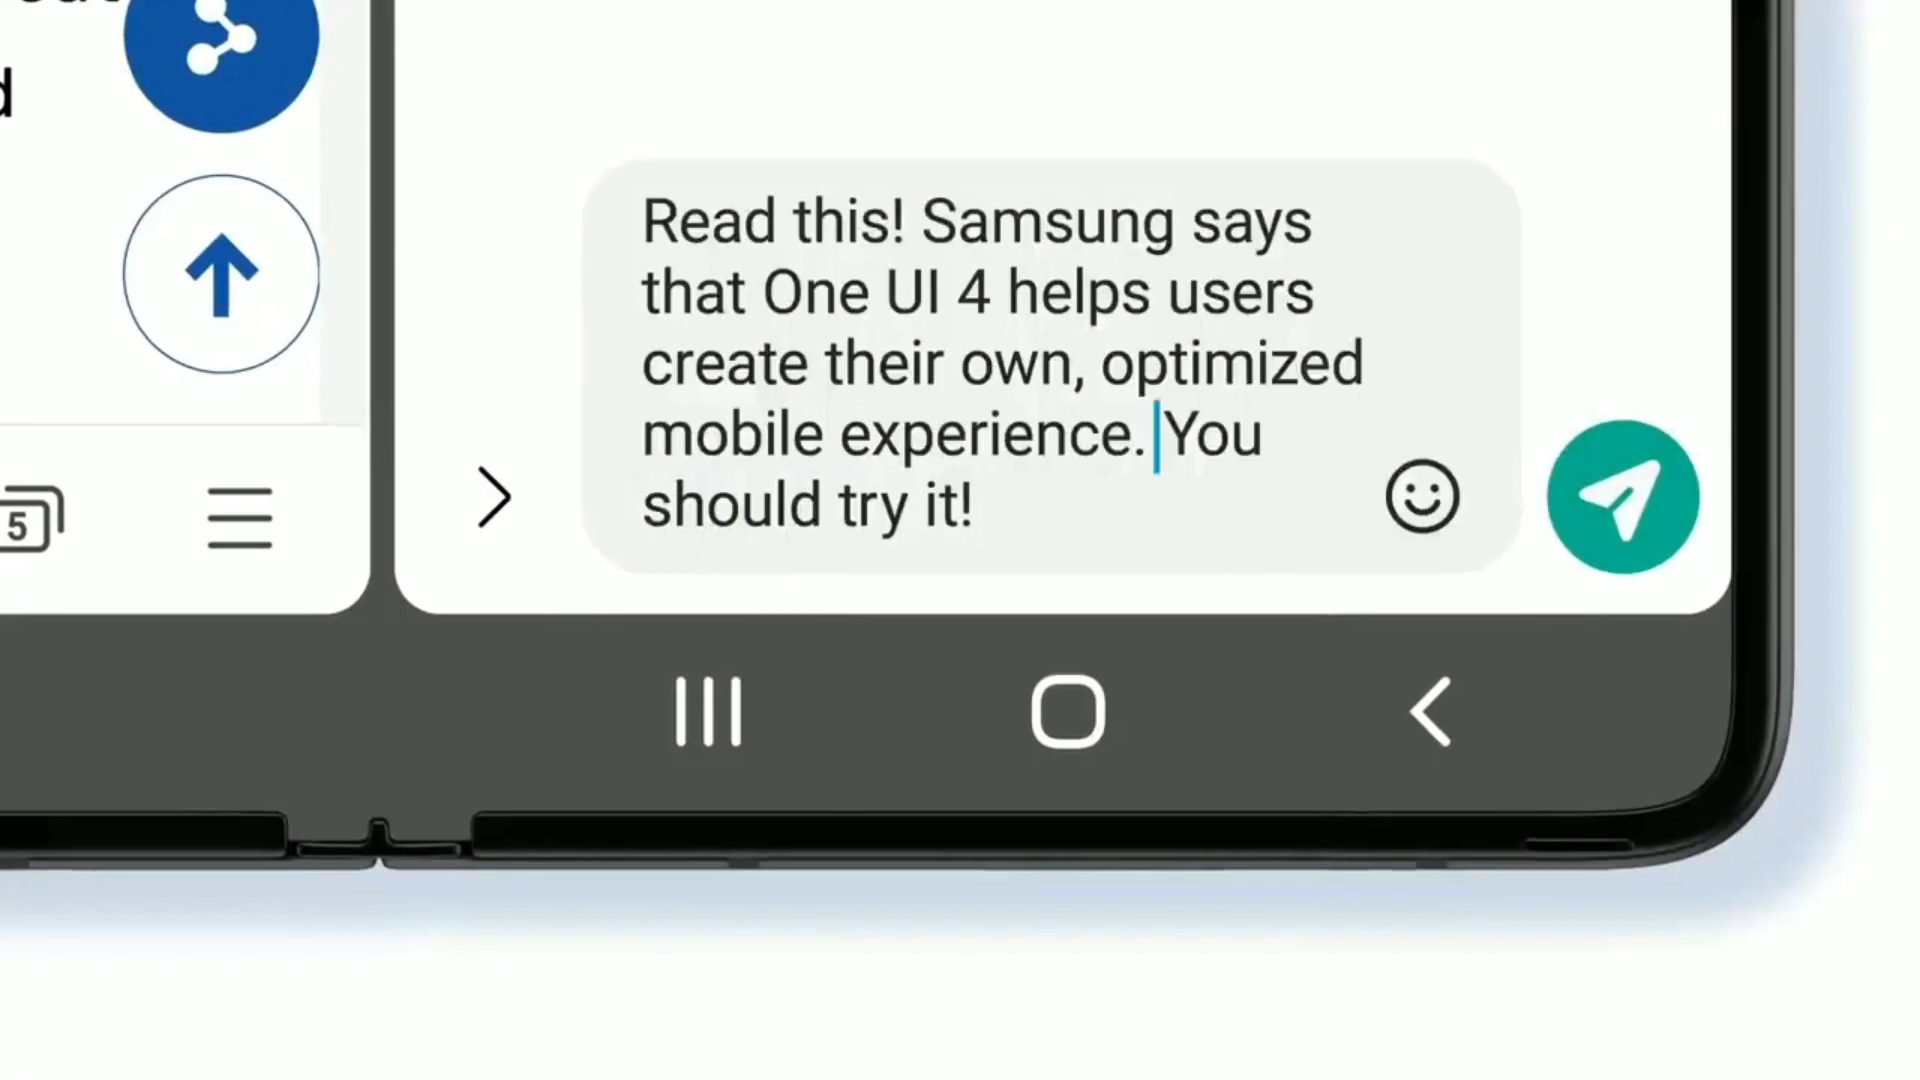 d
5
Read this! Samsung says
that One UI 4 helps users
create their own, optimized
mobile experience. You
should try it!